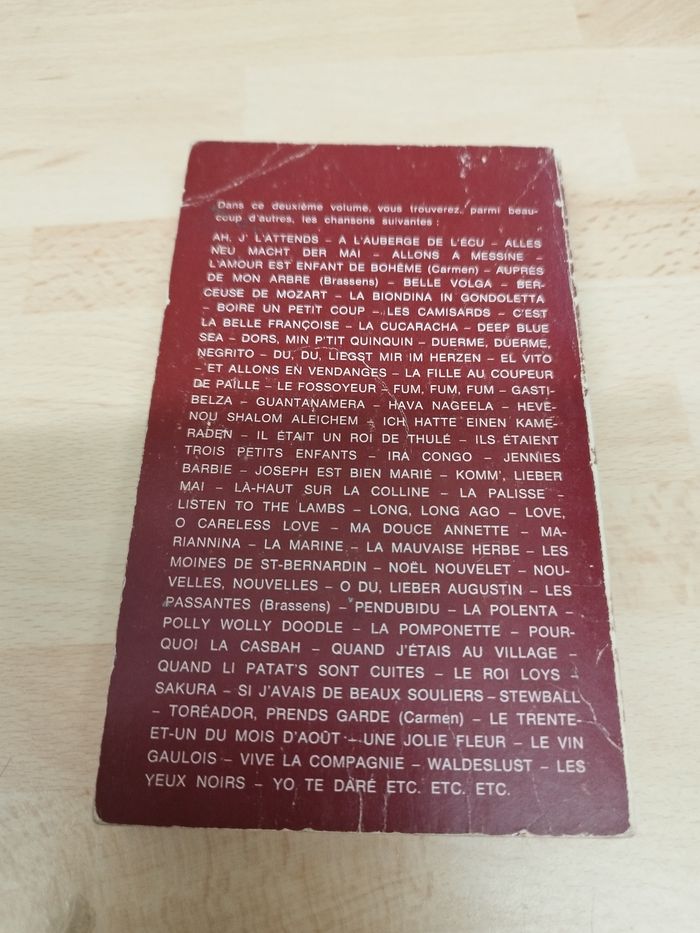 Dans ce deuxième volume, vous trouverez, parmi beau-
coup d'autres, les chansons suivantes :
AH, J' L'ATTENDS – A L'AUBERGE DE L'ÉCU – ALLES
NEU MACHT DER MAI – ALLONS A MESSINE –
L'AMOUR EST ENFANT DE BOHÈME (Carmen) – AUPRÈS
DE MON ARBRE (Brassens) – BELLE VOLGA – BER-
CEUSE DE MOZART – LA BIONDINA IN GONDOLETTA
– BOIRE UN PETIT COUP – LES CAMISARDS – C'EST
LA BELLE FRANÇOISE – LA CUCARACHA – DEEP BLUE
SEA – DORS, MIN P'TIT QUINQUIN – DUERME, DUERME,
NEGRITO – DU, DU, LIEGST MIR IM HERZEN – EL VITO
– ET ALLONS EN VENDANGES – LA FILLE AU COUPEUR
DE PAILLE – LE FOSSOYEUR – FUM, FUM, FUM – GASTI-
BELZA – GUANTANAMERA – HAVA NAGEELA – HEVE-
NOU SHALOM ALEICHEM – ICH HATTE EINEN KAME-
RADEN – IL ÉTAIT UN ROI DE THULÉ – ILS ÉTAIENT
TROIS PETITS ENFANTS – IRA CONGO – JENNIES
BARBIE – JOSEPH EST BIEN MARIÉ – KOMM', LIEBER
MAI – LÀ-HAUT SUR LA COLLINE – LA PALISSE –
LISTEN TO THE LAMBS – LONG, LONG AGO – LOVE,
O CARELESS LOVE – MA DOUCE ANNETTE – MA-
RIANNINA – LA MARINE – LA MAUVAISE HERBE – LES
MOINES DE ST-BERNARDIN – NOËL NOUVELET – NOU-
VELLES, NOUVELLES – O DU, LIEBER AUGUSTIN – LES
PASSANTES (Brassens) – PENDUBIDU – LA POLENTA –
POLLY WOLLY DOODLE – LA POMPONETTE – POUR-
QUOI LA CASBAH – QUAND J'ÉTAIS AU VILLAGE –
QUAND LI PATAT'S SONT CUITES – LE ROI LOYS –
SAKURA – SI J'AVAIS DE BEAUX SOULIERS – STEWBALL
– TORÉADOR, PRENDS GARDE (Carmen) – LE TRENTE-
ET-UN DU MOIS D'AOÛT – UNE JOLIE FLEUR – LE VIN
GAULOIS – VIVE LA COMPAGNIE – WALDESLUST – LES
YEUX NOIRS – YO TE DARÉ ETC. ETC. ETC.